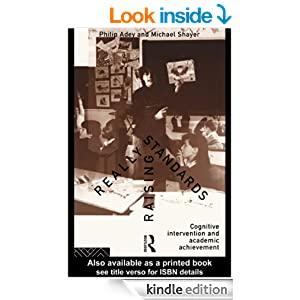 Look inside
Philip Adey and Michael Shayer
REALLY
RAISING
STANDARDS
Cognitive
intervention and
academic
achievement
Also available as a printed book
see title verso for ISBN details
kindle edition